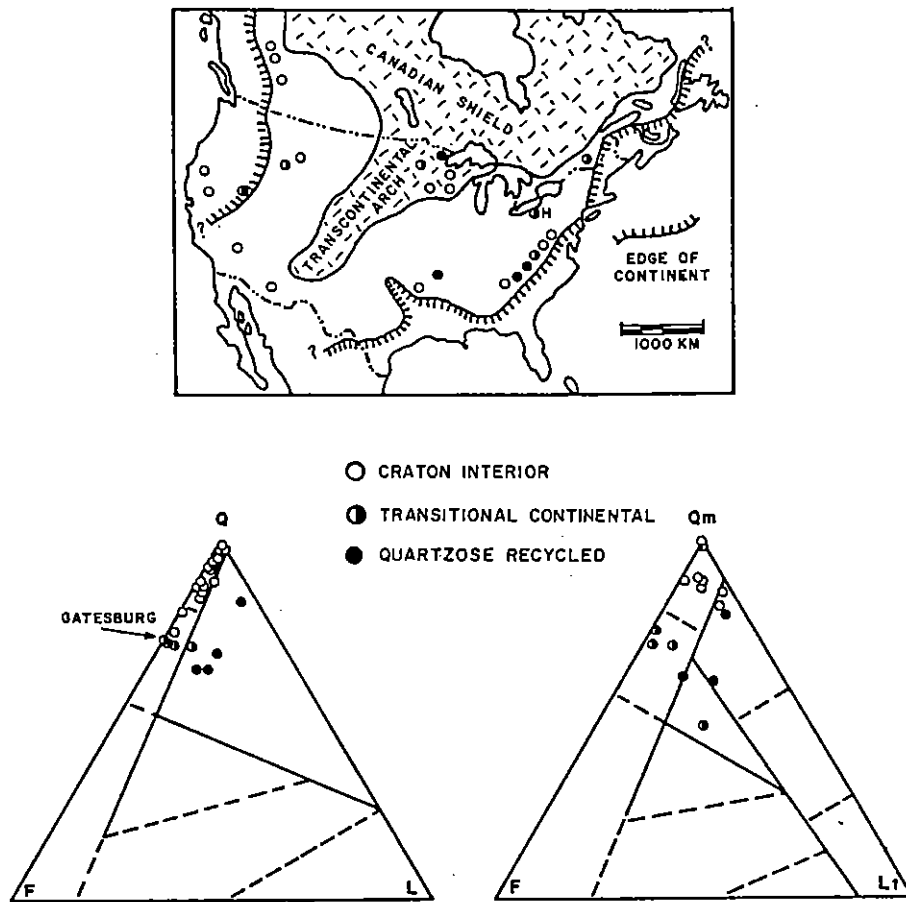 CANADIAN SHIELD
TRANSCONTINENTAL
ARCH
H
?
?
?
EDGE OF
CONTINENT
1000 KM
CRATON INTERIOR
TRANSITIONAL CONTINENTAL
QUARTZOSE RECYCLED
Q
GATESBURG
F
L
Qm
F
Lt